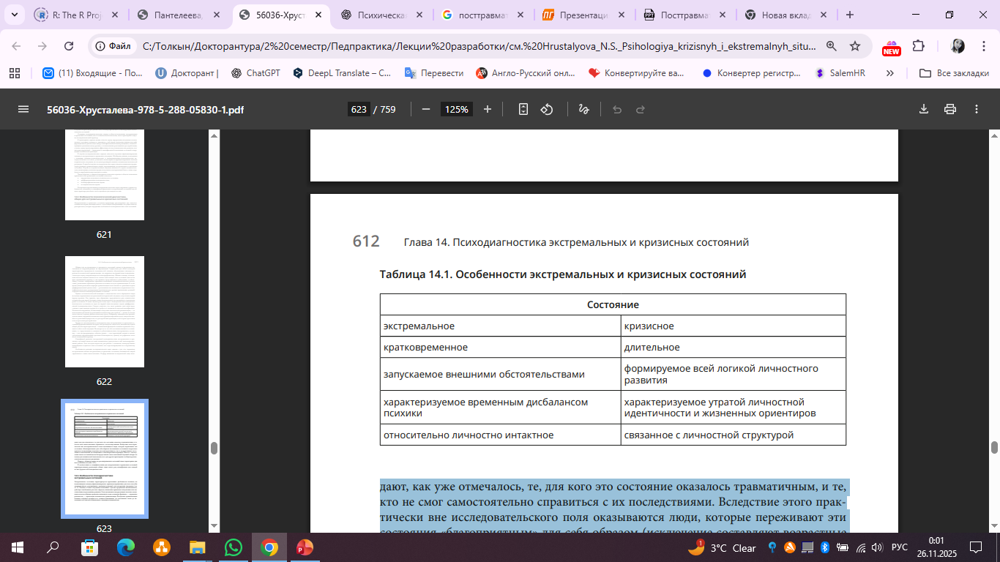 R: The R Proj
Пантелеева,
56036-Хруст
Психическа
посттравмат
Презентаци
Посттравмат
Новая вклад
Файл
C:/Толкын/Докторантура/2%20семестр/Педпрактика/Лекции%20разработки/см.%20Hrustalyova_N.S._Psihologiya_krizisnyh_i_ekstremalnyh_situ...
NEW
(11) Входящие - По...
Докторант |
ChatGPT
DeepL Translate – C...
Перевести
Англо-Русский онл...
Конвертируйте ва...
Конвертер регистр...
SalemHR
Все закладки
56036-Хрусталева-978-5-288-05830-1.pdf
623 / 759
125%
621
622
623
612 Глава 14. Психодиагностика экстремальных и кризисных состояний
Таблица 14.1. Особенности экстремальных и кризисных состояний
Состояние
экстремальное
кризисное
кратковременное
длительное
запускаемое внешними обстоятельствами
формируемое всей логикой личностного
развития
характеризуемое временным дисбалансом
психики
характеризуемое утратой личностной
идентичности и жизненных ориентиров
относительно личностно интактное
связанное с личностной структурой
дают, как уже отмечалось, те, для кого это состояние оказалось травматичным, и те,
кто не смог самостоятельно справиться с их последствиями. Вследствие этого прак-
тически вне исследовательского поля оказываются люди, которые переживают эти
состояния «благоприятным» для себя образом (исключение составляют возрастные
3°C Clear
РУС
0:01
26.11.2025